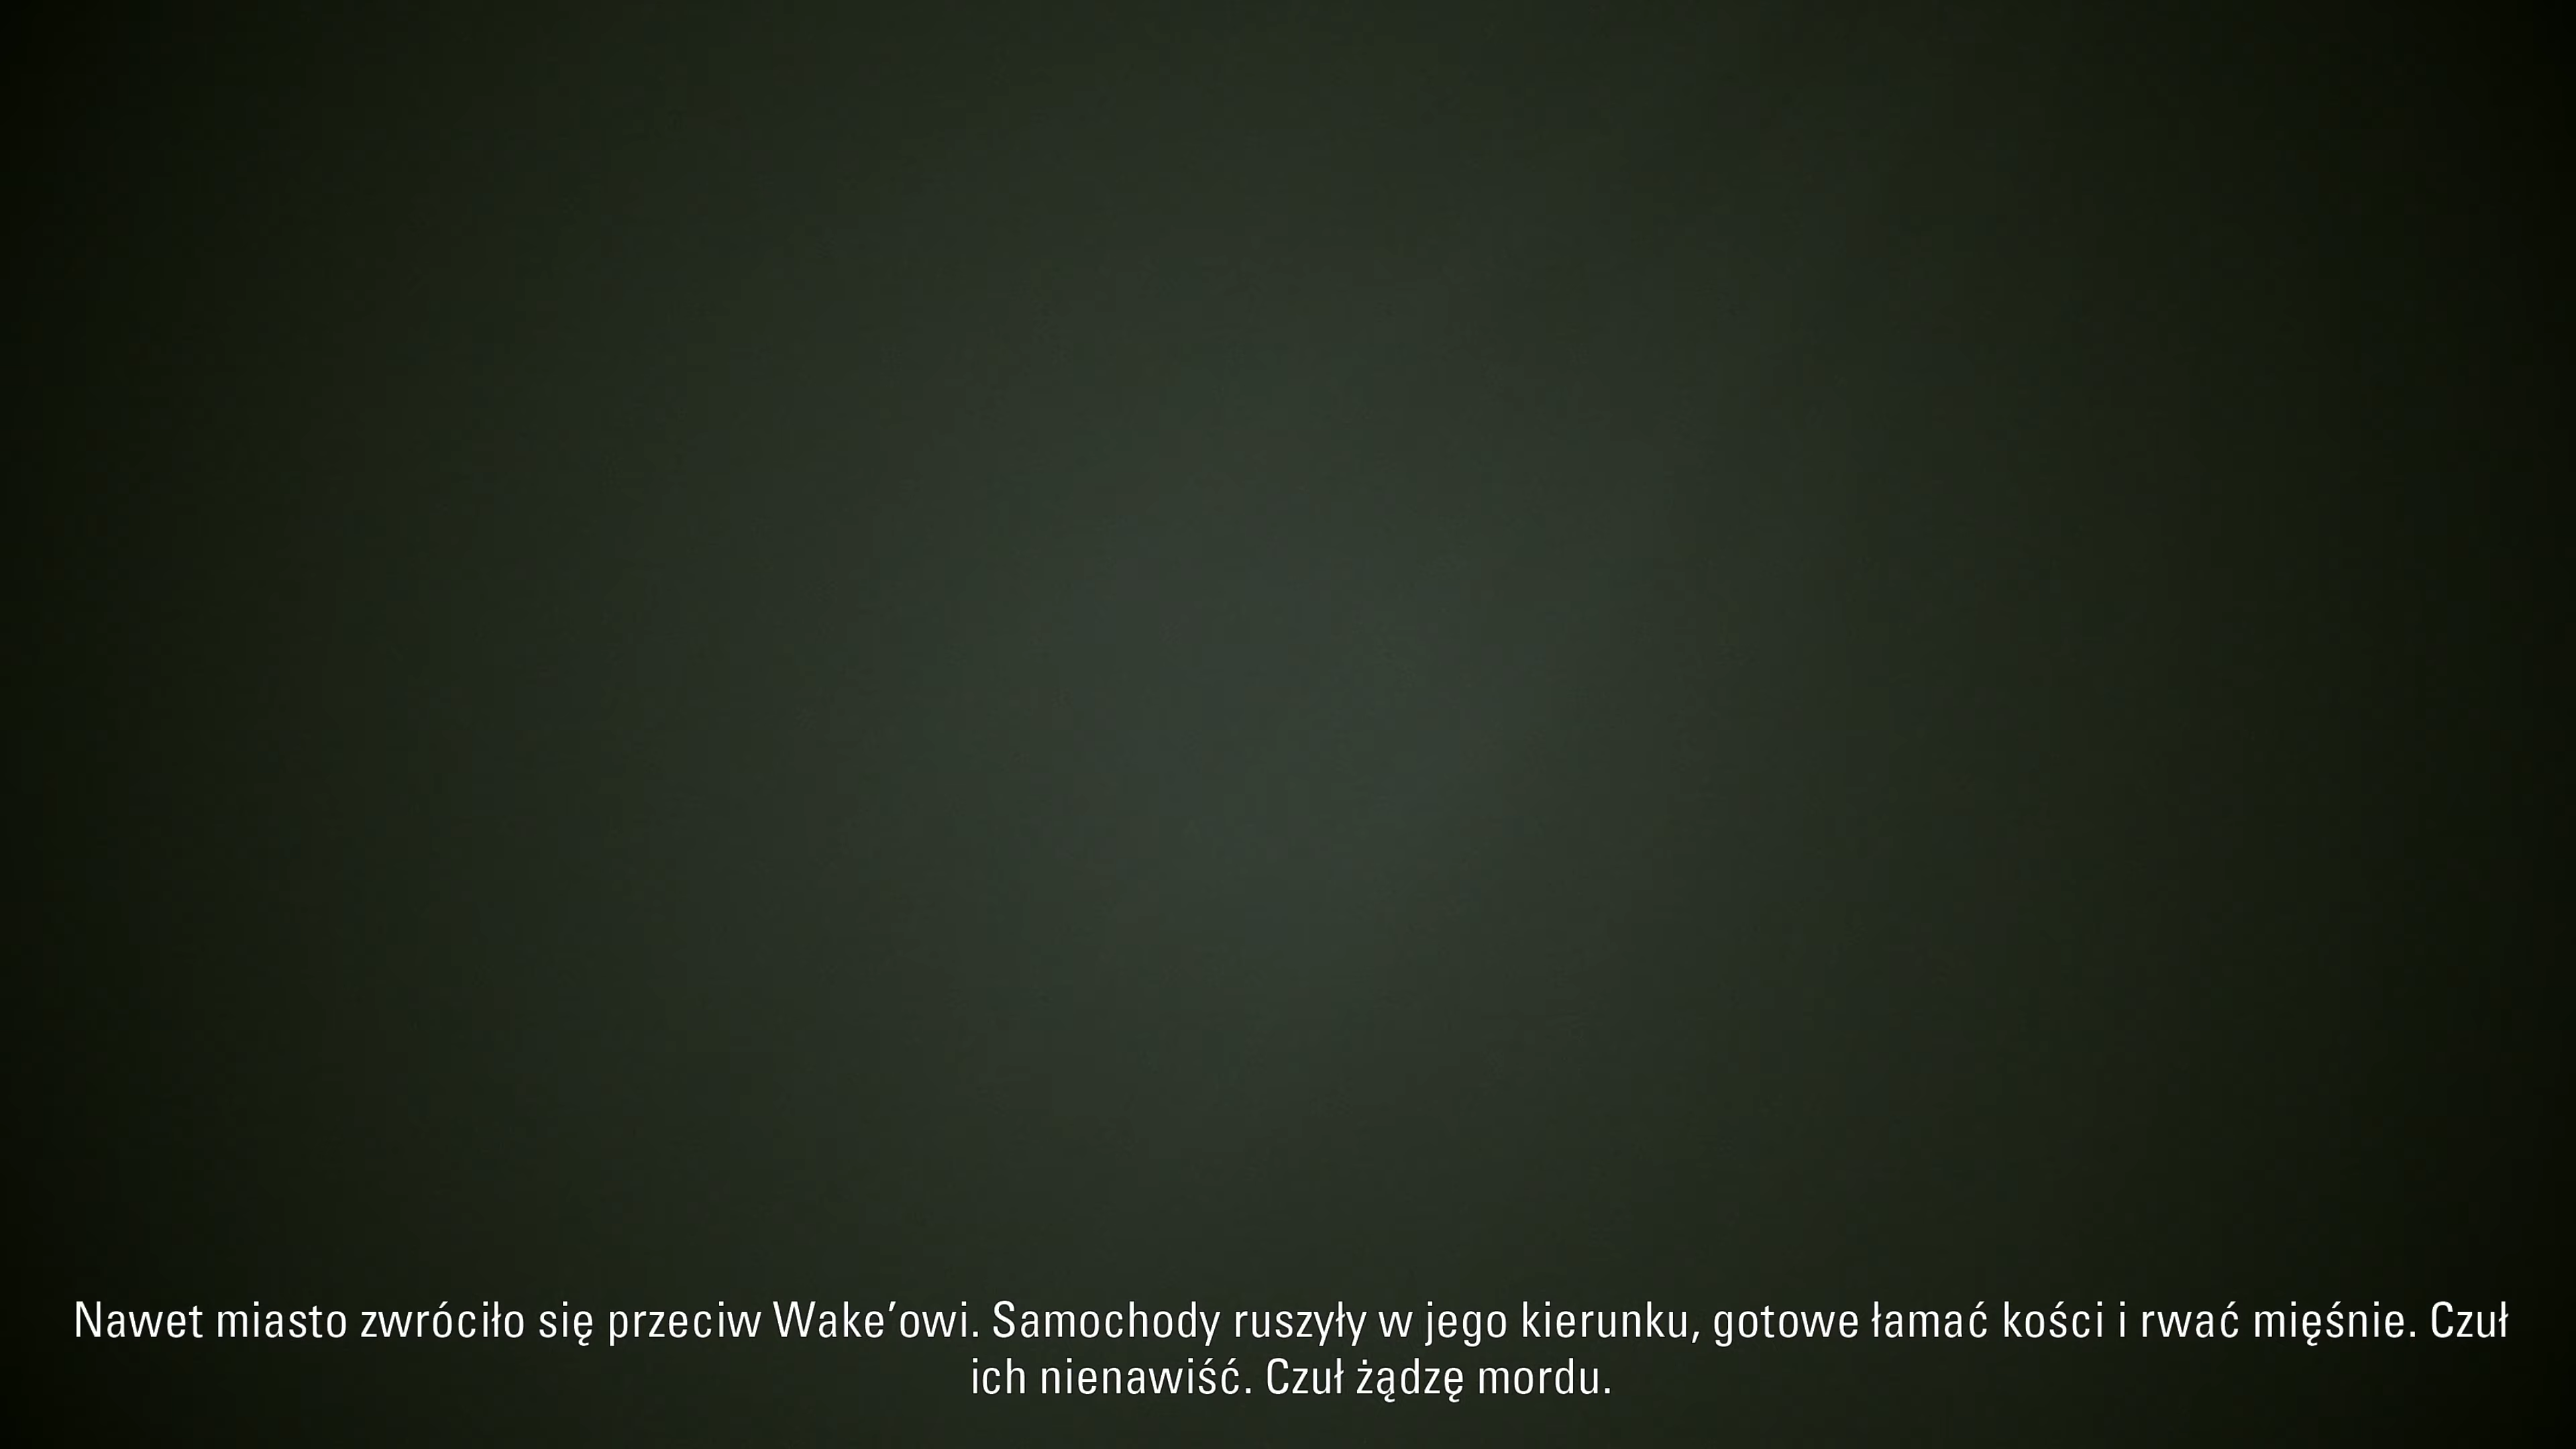 Nawet miasto zwróciło się przeciw Wake’owi. Samochody ruszyły w jego kierunku, gotowe łamać kości i rwać mięśnie. Czuł
ich nienawiść. Czuł żądzę mordu.